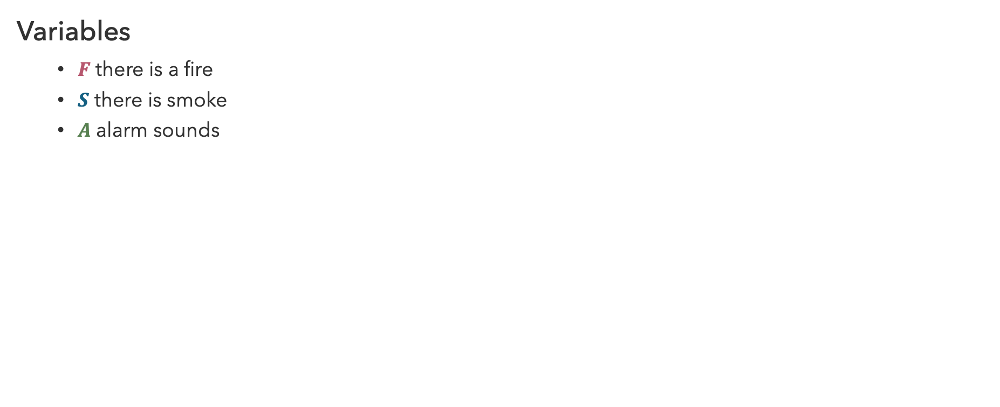 Variables
• F there is a fire
• S there is smoke
• A alarm sounds